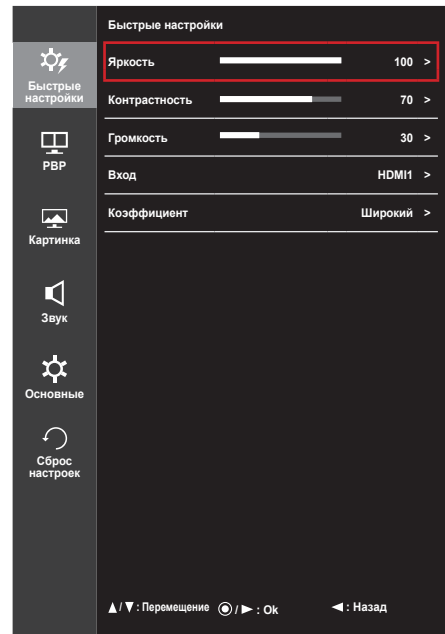 Быстрые настройки
Яркость 100 >
Контрастность 70 >
Громкость 30 >
Вход HDMI1 >
Коэффициент Широкий >
Быстрые
настройки
PBP
Картинка
Звук
Основные
Сброс
настроек
▲/▼ : Перемещение ◉/► : Ok ◄ : Назад